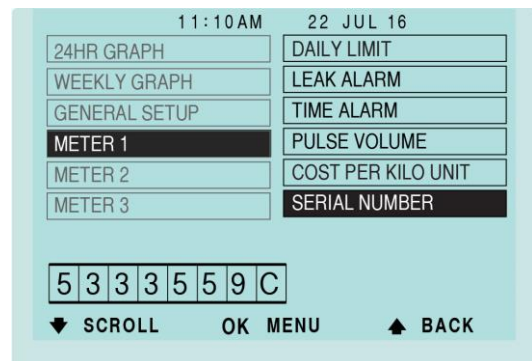 11:10AM 22 JUL 16
24HR GRAPH
WEEKLY GRAPH
GENERAL SETUP
METER 1
METER 2
METER 3
DAILY LIMIT
LEAK ALARM
TIME ALARM
PULSE VOLUME
COST PER KILO UNIT
SERIAL NUMBER
5333559C
SCROLL OK MENU BACK